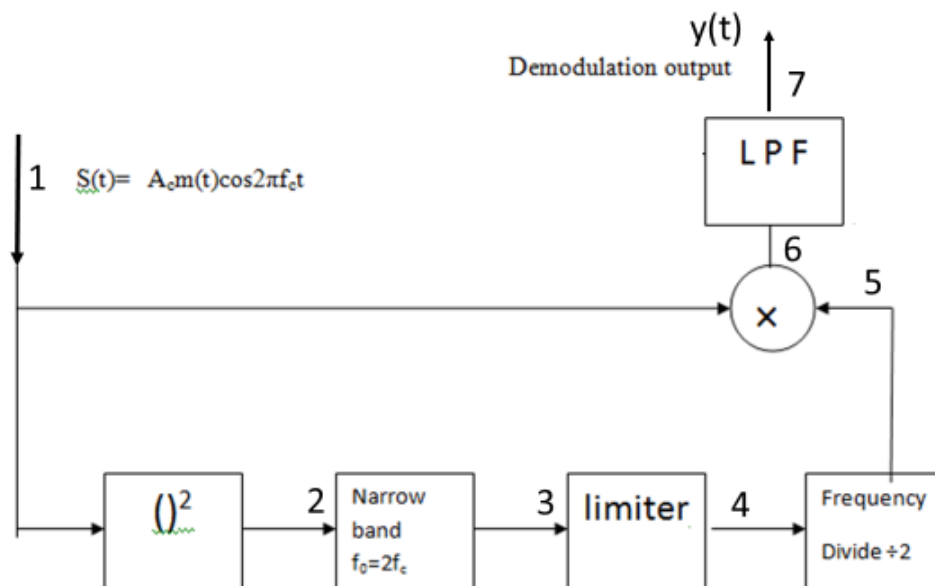 y(t)
Demodulation output
7
L P F
1
S(t)= Acm(t)cos2πfct
6
5
×
()²
2
Narrow
band
f₀=2fc
3
limiter
4
Frequency
Divide ÷2